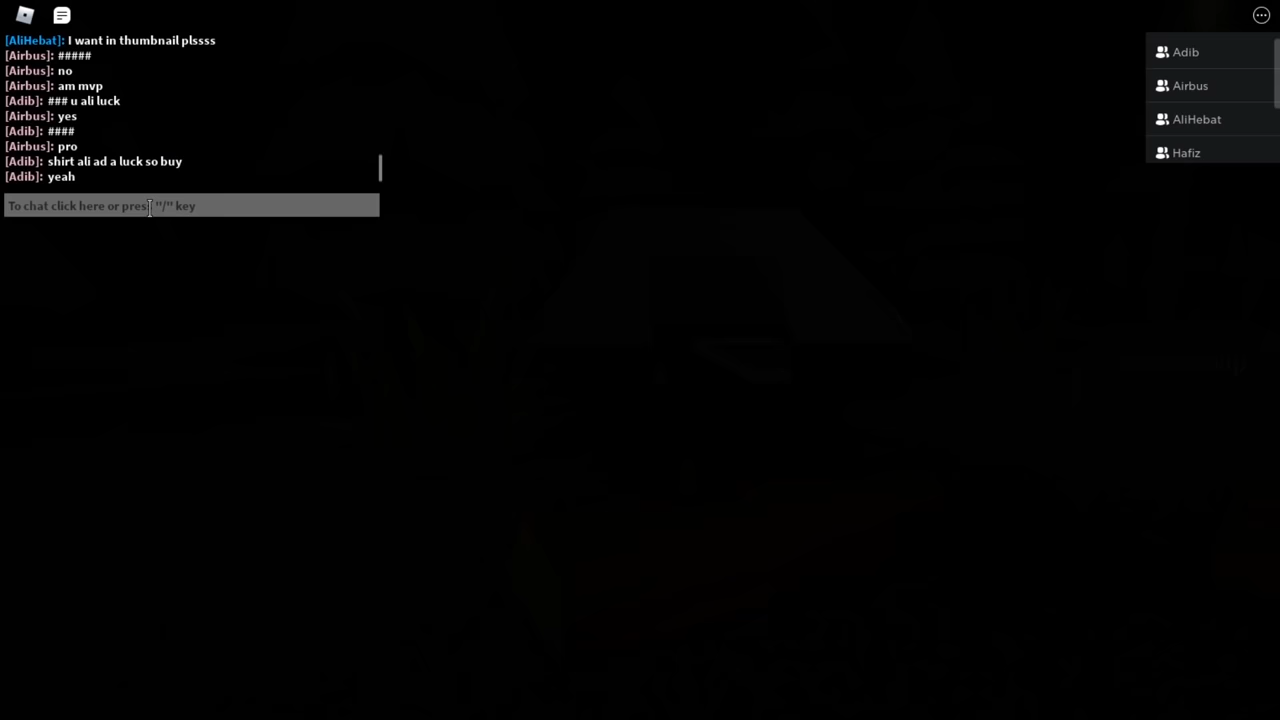 [AliHebat]: I want in thumbnail plssss
[Airbus]: #####
[Airbus]: no
[Airbus]: am mvp
[Adib]: ### u ali luck
[Airbus]: yes
[Adib]: ####
[Airbus]: pro
[Adib]: shirt ali ad a luck so buy
[Adib]: yeah
To chat click here or press "/" key
Adib
Airbus
AliHebat
Hafiz